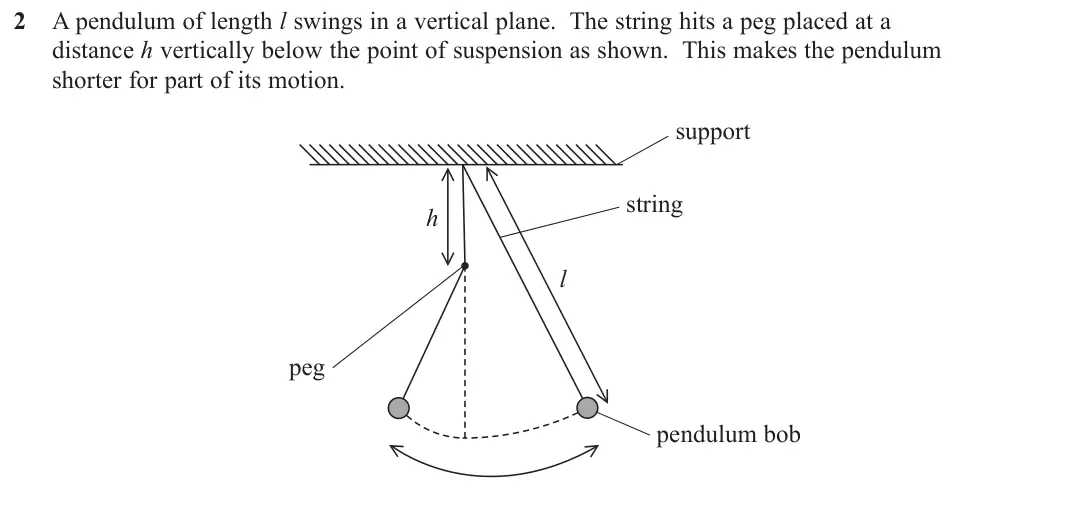 2 A pendulum of length l swings in a vertical plane. The string hits a peg placed at a
distance h vertically below the point of suspension as shown. This makes the pendulum
shorter for part of its motion.
support
string
h
l
peg
pendulum bob